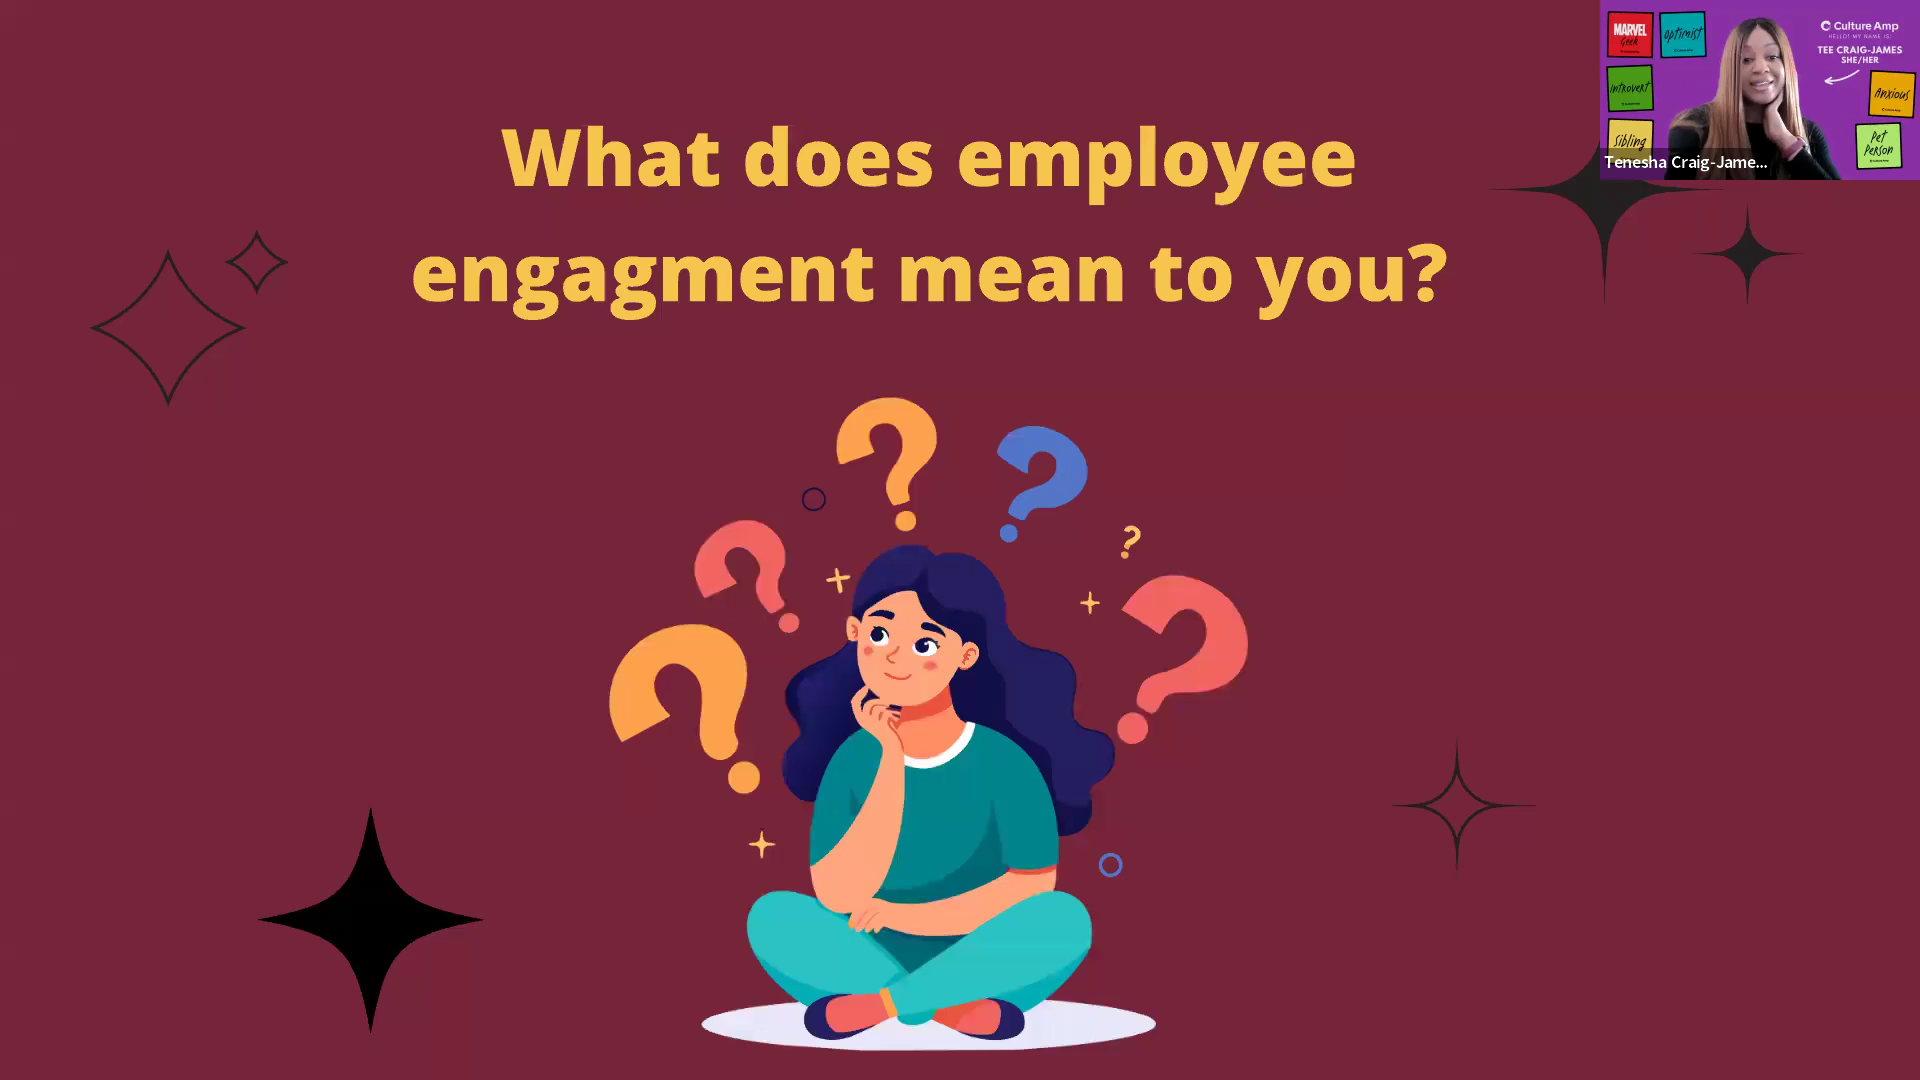 What does employee
engagment mean to you?
MARVEL
Geek
optimist
Introvert
Sibling
Culture Amp
HELLO! MY NAME IS:
TEE CRAIG-JAMES
SHE/HER
Anxious
Pet
Person
Tenesha Craig-Jame...